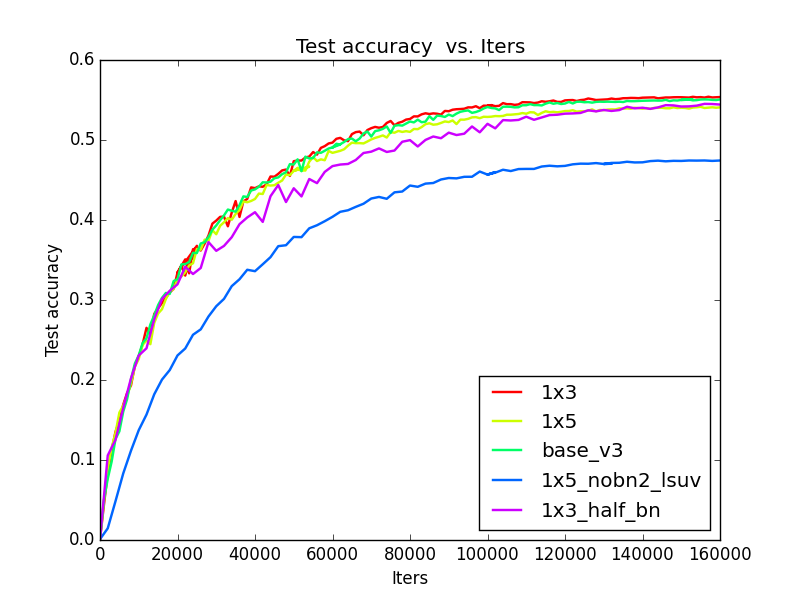 Test accuracy  vs. Iters
0.6
0.5
0.4
0.3
0.2
0.1
0.0
Test accuracy
1x3
1x5
base_v3
1x5_nobn2_lsuv
1x3_half_bn
0 20000 40000 60000 80000 100000 120000 140000 160000
Iters